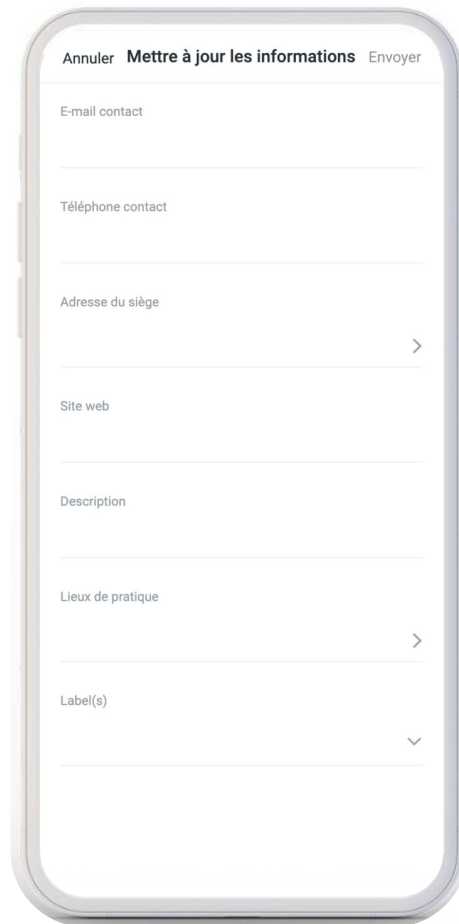 Annuler Mettre à jour les informations Envoyer
E-mail contact
Téléphone contact
Adresse du siège
Site web
Description
Lieux de pratique
Label(s)